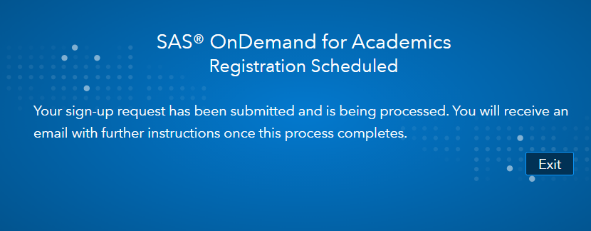 SAS® OnDemand for Academics
Registration Scheduled
Your sign-up request has been submitted and is being processed. You will receive an
email with further instructions once this process completes.
Exit